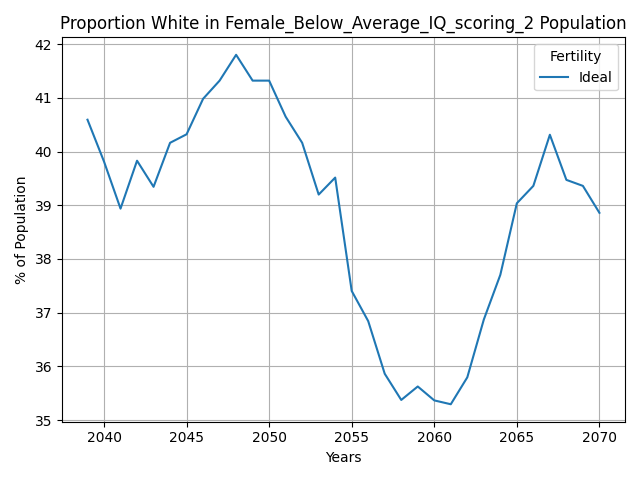 Proportion White in Female_Below_Average_IQ_scoring_2 Population
Fertility
Ideal
% of Population
42
41
40
39
38
37
36
35
2040 2045 2050 2055 2060 2065 2070
Years